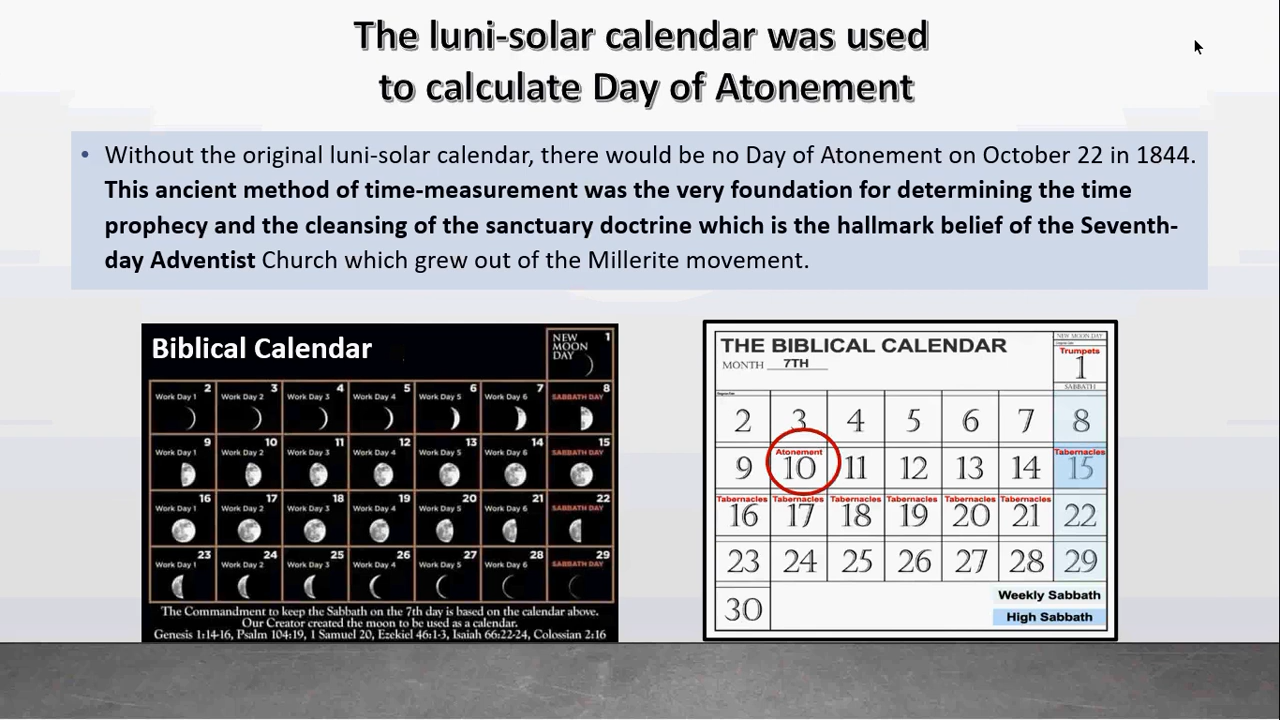 The luni-solar calendar was used
to calculate Day of Atonement
• Without the original luni-solar calendar, there would be no Day of Atonement on October 22 in 1844.
This ancient method of time-measurement was the very foundation for determining the time
prophecy and the cleansing of the sanctuary doctrine which is the hallmark belief of the Seventh-
day Adventist Church which grew out of the Millerite movement.
Biblical Calendar
NEW MOON DAY 1
2 3 4 5 6 7 8
Work Day 1 Work Day 2 Work Day 3 Work Day 4 Work Day 5 Work Day 6 SABBATH DAY
9 10 11 12 13 14 15
Work Day 1 Work Day 2 Work Day 3 Work Day 4 Work Day 5 Work Day 6 SABBATH DAY
16 17 18 19 20 21 22
Work Day 1 Work Day 2 Work Day 3 Work Day 4 Work Day 5 Work Day 6 SABBATH DAY
23 24 25 26 27 28 29
Work Day 1 Work Day 2 Work Day 3 Work Day 4 Work Day 5 Work Day 6 SABBATH DAY
The Commandment to keep the Sabbath on the 7th day is based on the calendar above.
Our Creator created the moon to be used as a calendar.
Genesis 1:14-16, Psalm 104:19, 1 Samuel 20, Ezekiel 46:1-3, Isaiah 66:22-24, Colossian 2:16
THE BIBLICAL CALENDAR
MONTH 7TH
NEW MOON DAY
Trumpets
1
SABBATH
2 3 4 5 6 7 8
Atonement Tabernacles
9 10 11 12 13 14 15
Tabernacles Tabernacles Tabernacles Tabernacles Tabernacles Tabernacles
16 17 18 19 20 21 22
23 24 25 26 27 28 29
30
Weekly Sabbath
High Sabbath